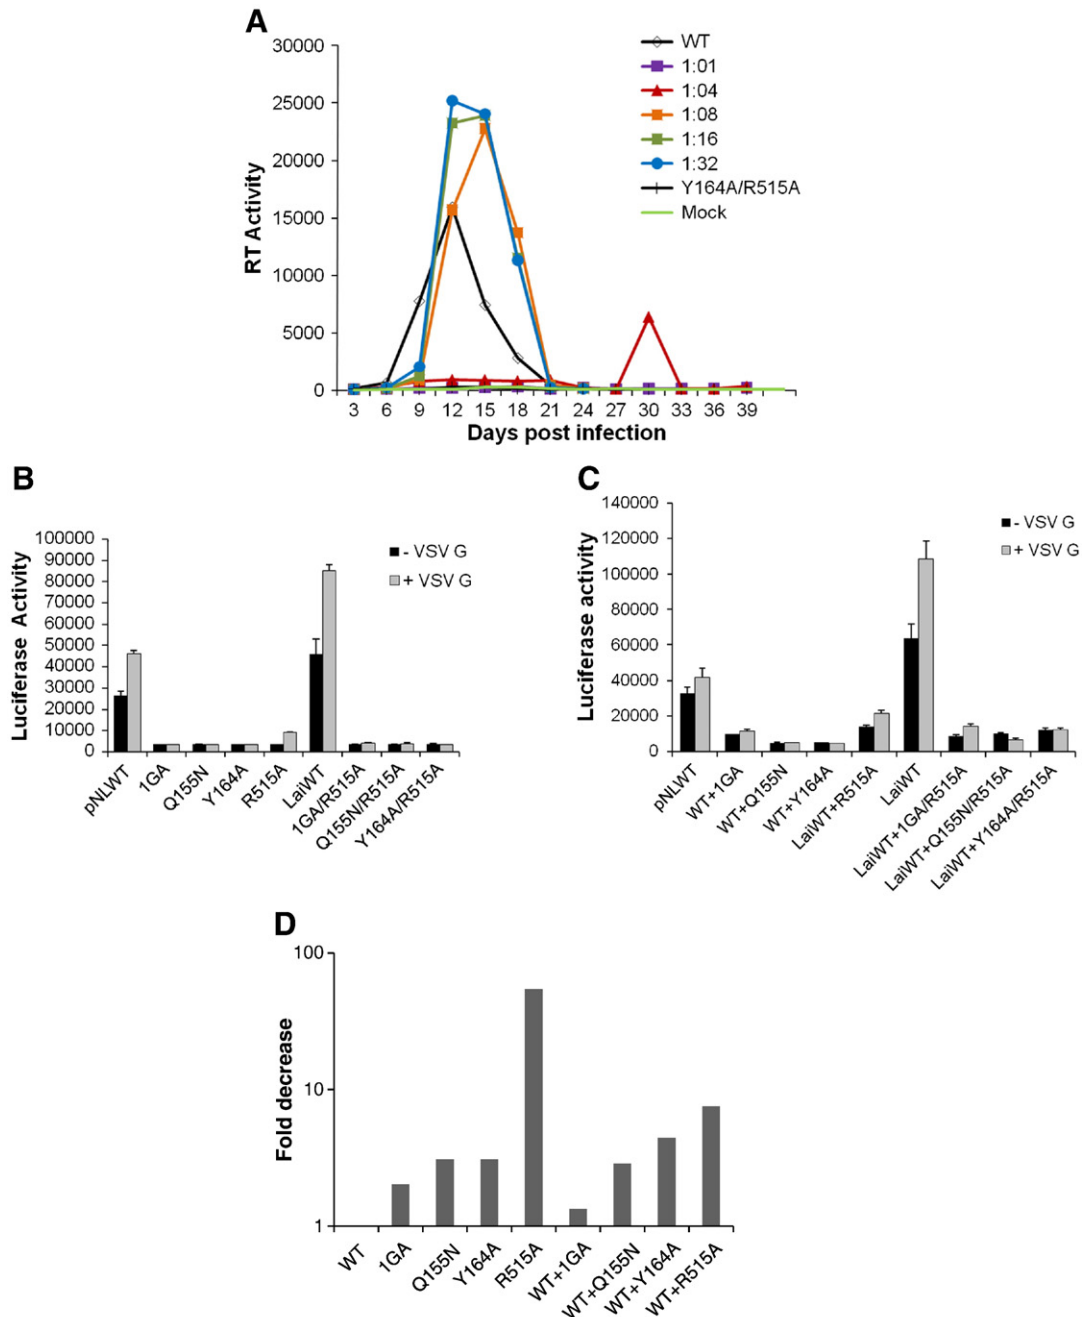 A
RT Activity
30000
25000
20000
15000
10000
5000
0
3 6 9 12 15 18 21 24 27 30 33 36 39
Days post infection
WT
1:01
1:04
1:08
1:16
1:32
Y164A/R515A
Mock
B
Luciferase Activity
100000
90000
80000
70000
60000
50000
40000
30000
20000
10000
0
- VSV G
+ VSV G
pNLWT
1GA
Q155N
Y164A
R515A
LaiWT
1GA/R515A
Q155N/R515A
Y164A/R515A
C
Luciferase activity
140000
120000
100000
80000
60000
40000
20000
0
- VSV G
+ VSV G
pNLWT
WT+1GA
WT+Q155N
WT+Y164A
LaiWT+R515A
LaiWT
LaiWT+1GA/R515A
LaiWT+Q155N/R515A
LaiWT+Y164A/R515A
D
Fold decrease
100
10
1
WT
1GA
Q155N
Y164A
R515A
WT+1GA
WT+Q155N
WT+Y164A
WT+R515A